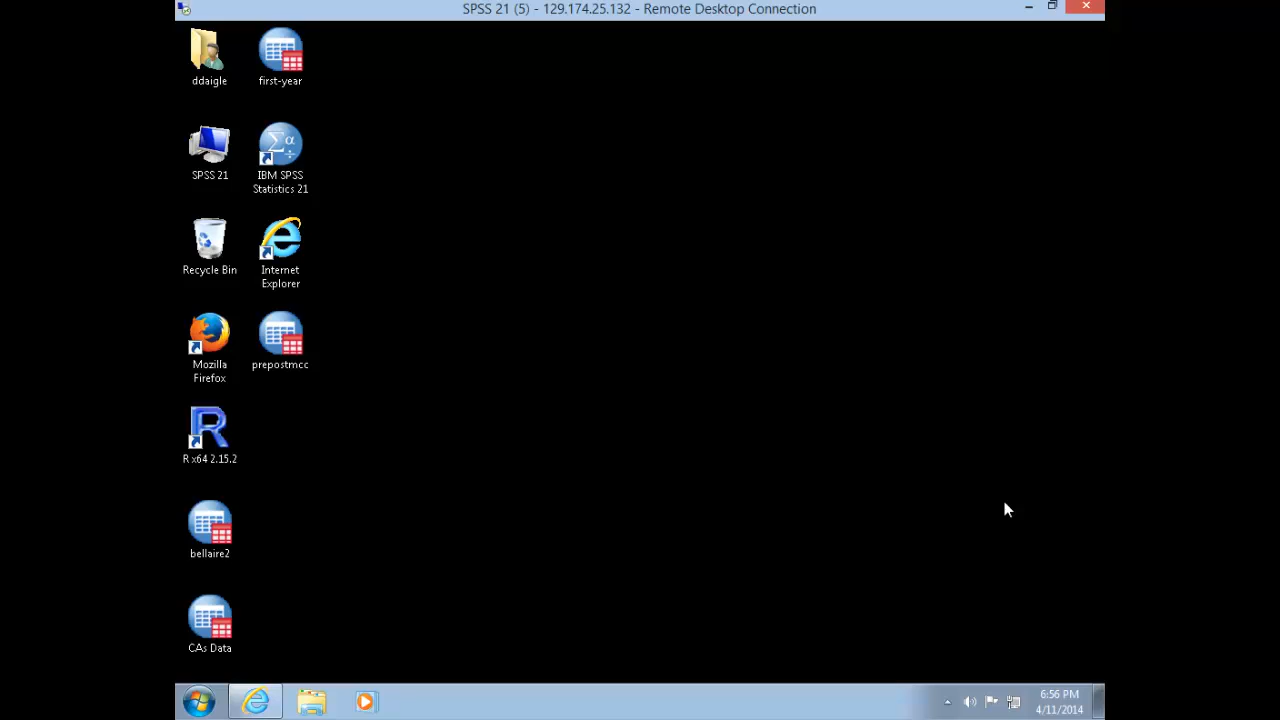 SPSS 21 (5) - 129.174.25.132 - Remote Desktop Connection
ddaigle
first-year
SPSS 21
IBM SPSS
Statistics 21
Recycle Bin
Internet
Explorer
Mozilla
Firefox
prepostmcc
R x64 2.15.2
bellaire2
CAs Data
6:56 PM
4/11/2014